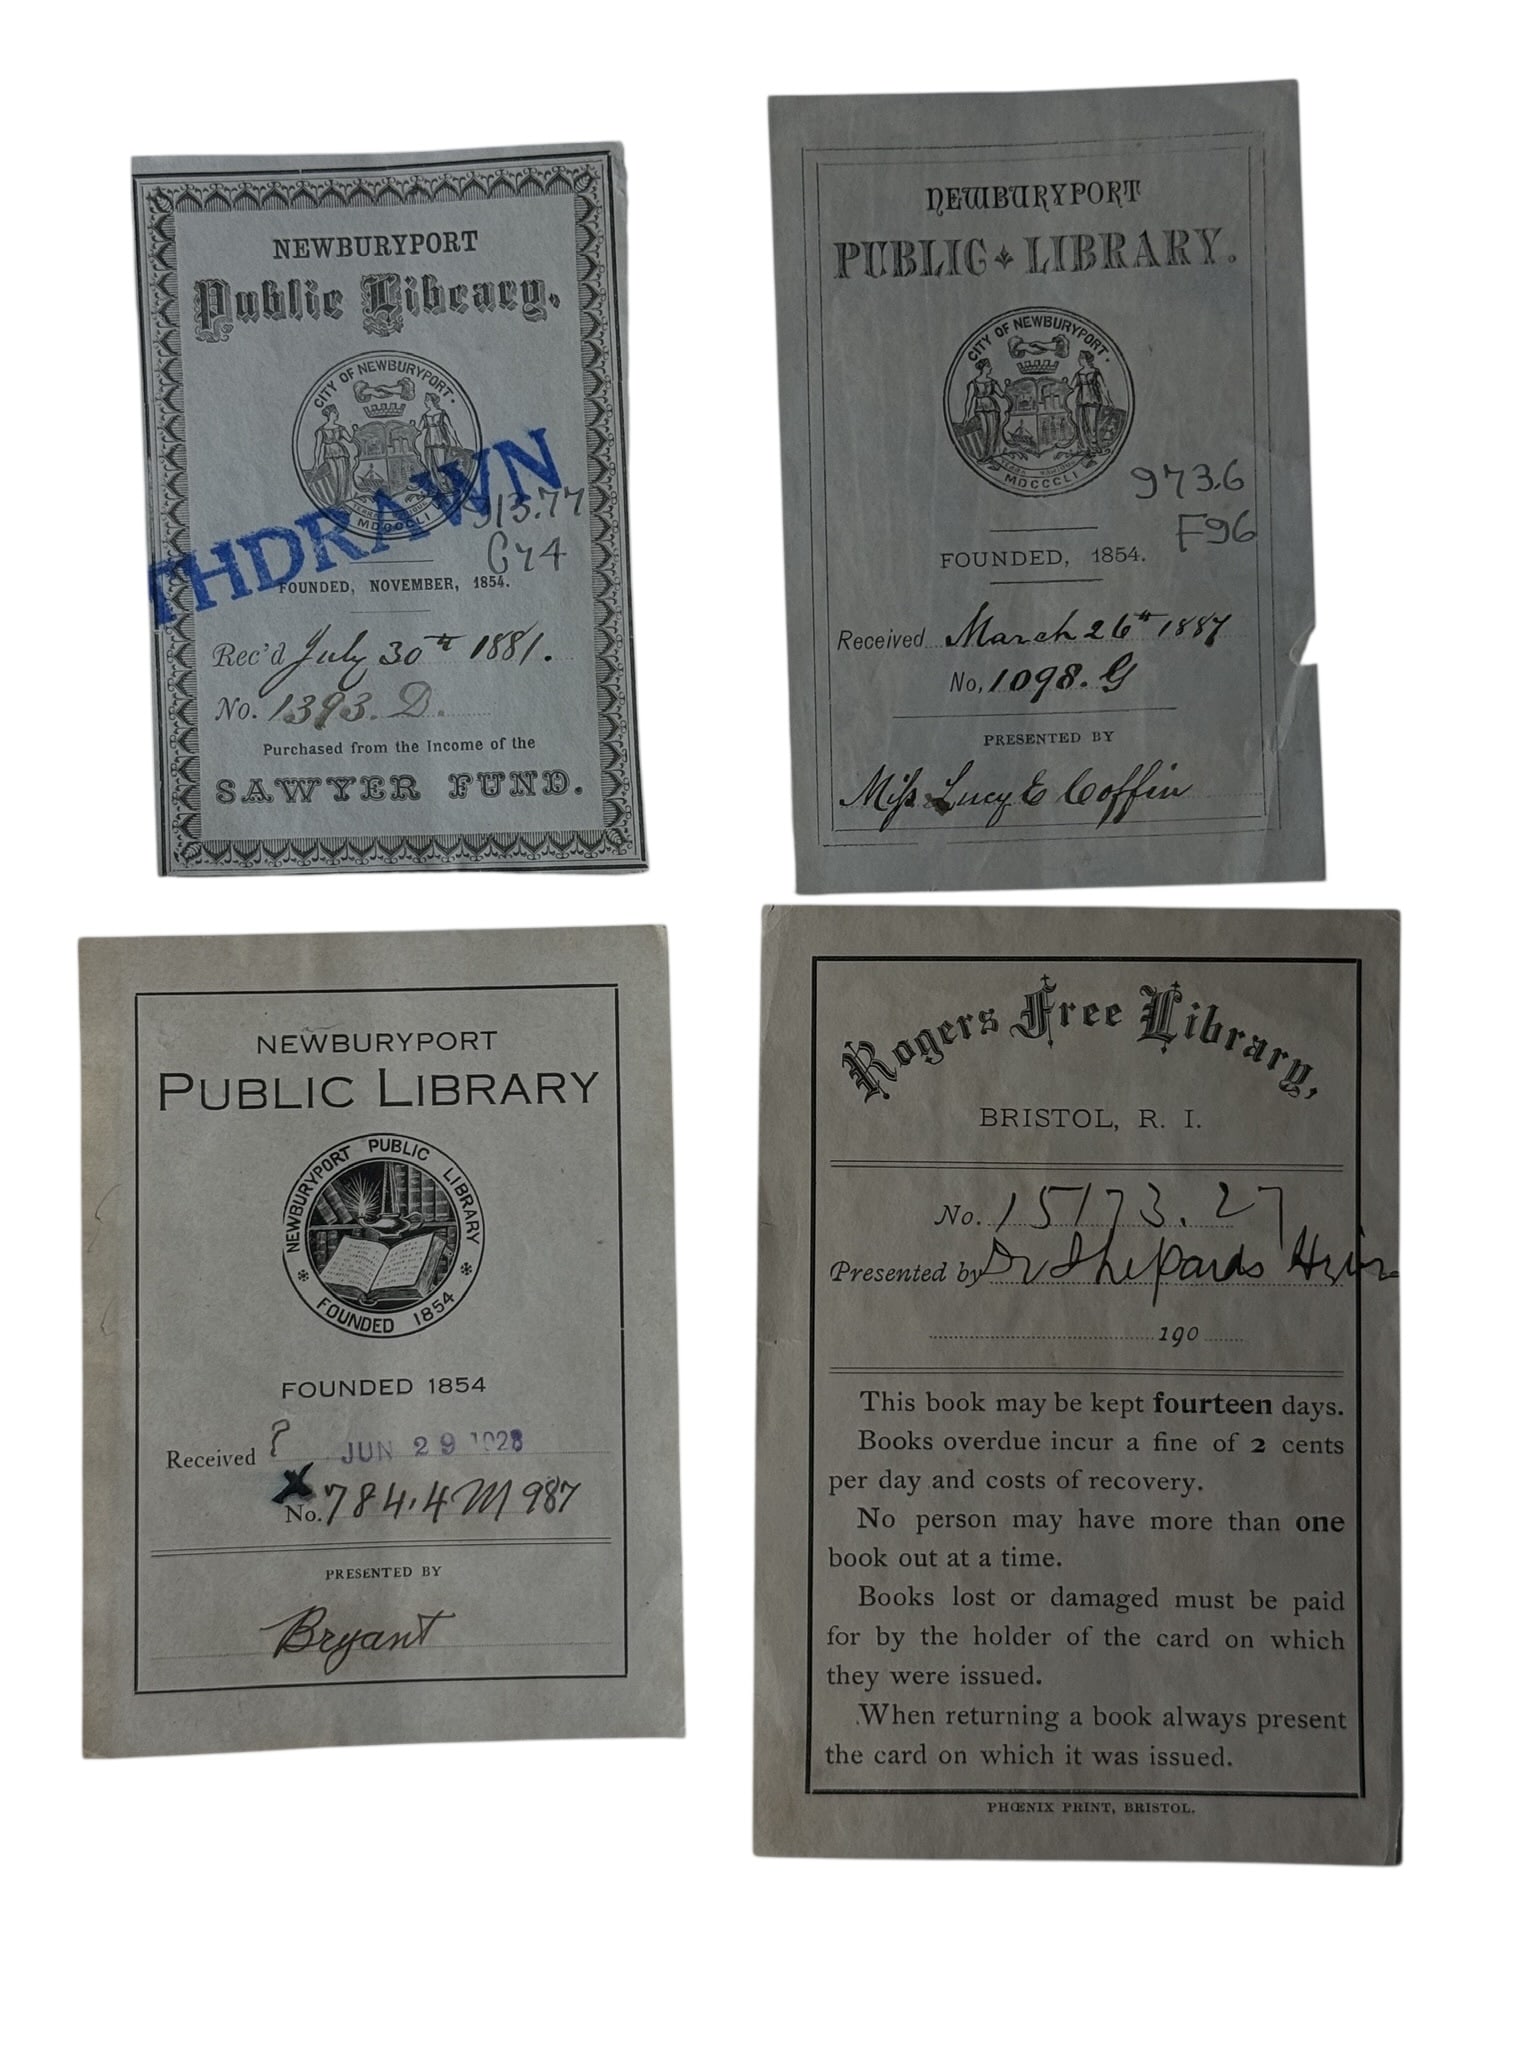 NEWBURYPORT
Public Library.
CITY OF NEWBURYPORT.
MDCCCLI
THDRAWN
913.77
FOUNDED, NOVEMBER, 1854.
Rec'd July 30th 1881.
No. 1393. D.
Purchased from the Income of the
SAWYER FUND.
NEWBURYPORT
PUBLIC LIBRARY.
CITY OF NEWBURYPORT.
TERRA MARIQUE
MDCCCLI
973.6
F96
FOUNDED, 1854.
Received March 26th 1887
No, 1098. G
PRESENTED BY
Miss Lucy E Coffin
NEWBURYPORT
PUBLIC LIBRARY
NEWBURYPORT PUBLIC LIBRARY
FOUNDED 1854
FOUNDED 1854
Received ? JUN 29 1928
x
No. 784.4 M987
PRESENTED BY
Bryant
Rogers Free Library,
BRISTOL, R. I.
No. 15173.27
Presented by Dr Shepards
190
This book may be kept fourteen days.
Books overdue incur a fine of 2 cents
per day and costs of recovery.
No person may have more than one
book out at a time.
Books lost or damaged must be paid
for by the holder of the card on which
they were issued.
When returning a book always present
the card on which it was issued.
PHŒNIX PRINT, BRISTOL.